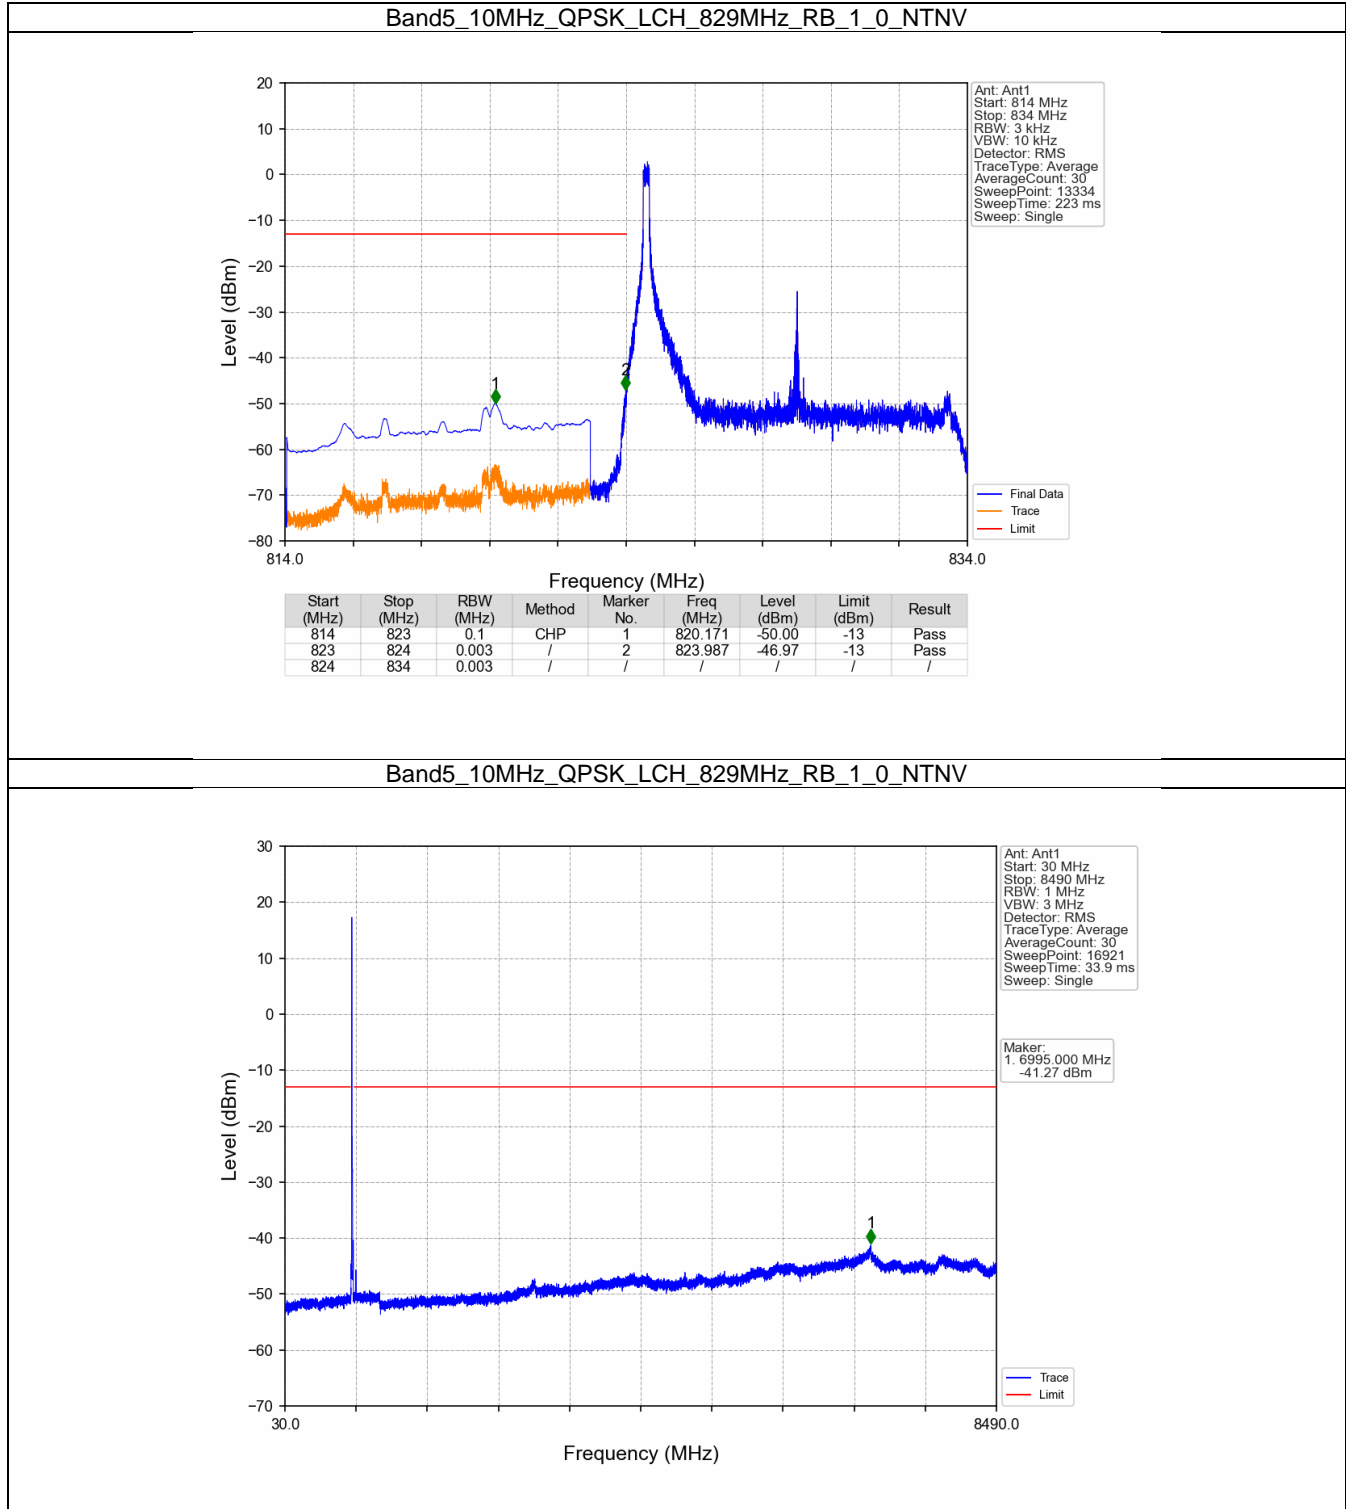 Band5_10MHz_QPSK_LCH_829MHz_RB_1_0_NTNV
20
10
0
−10
−20
−30
−40
−50
−60
−70
−80
Level (dBm)
814.0
834.0
Frequency (MHz)
1
2
Ant: Ant1
Start: 814 MHz
Stop: 834 MHz
RBW: 3 kHz
VBW: 10 kHz
Detector: RMS
TraceType: Average
AverageCount: 30
SweepPoint: 13334
SweepTime: 223 ms
Sweep: Single
Final Data
Trace
Limit
Start (MHz) Stop (MHz) RBW (MHz) Method Marker No. Freq (MHz) Level (dBm) Limit (dBm) Result
814 823 0.1 CHP 1 820.171 -50.00 -13 Pass
823 824 0.003 / 2 823.987 -46.97 -13 Pass
824 834 0.003 / / / / / /
Band5_10MHz_QPSK_LCH_829MHz_RB_1_0_NTNV
30
20
10
0
−10
−20
−30
−40
−50
−60
−70
Level (dBm)
30.0
8490.0
Frequency (MHz)
1
Ant: Ant1
Start: 30 MHz
Stop: 8490 MHz
RBW: 1 MHz
VBW: 3 MHz
Detector: RMS
TraceType: Average
AverageCount: 30
SweepPoint: 16921
SweepTime: 33.9 ms
Sweep: Single
Maker:
1. 6995.000 MHz
-41.27 dBm
Trace
Limit